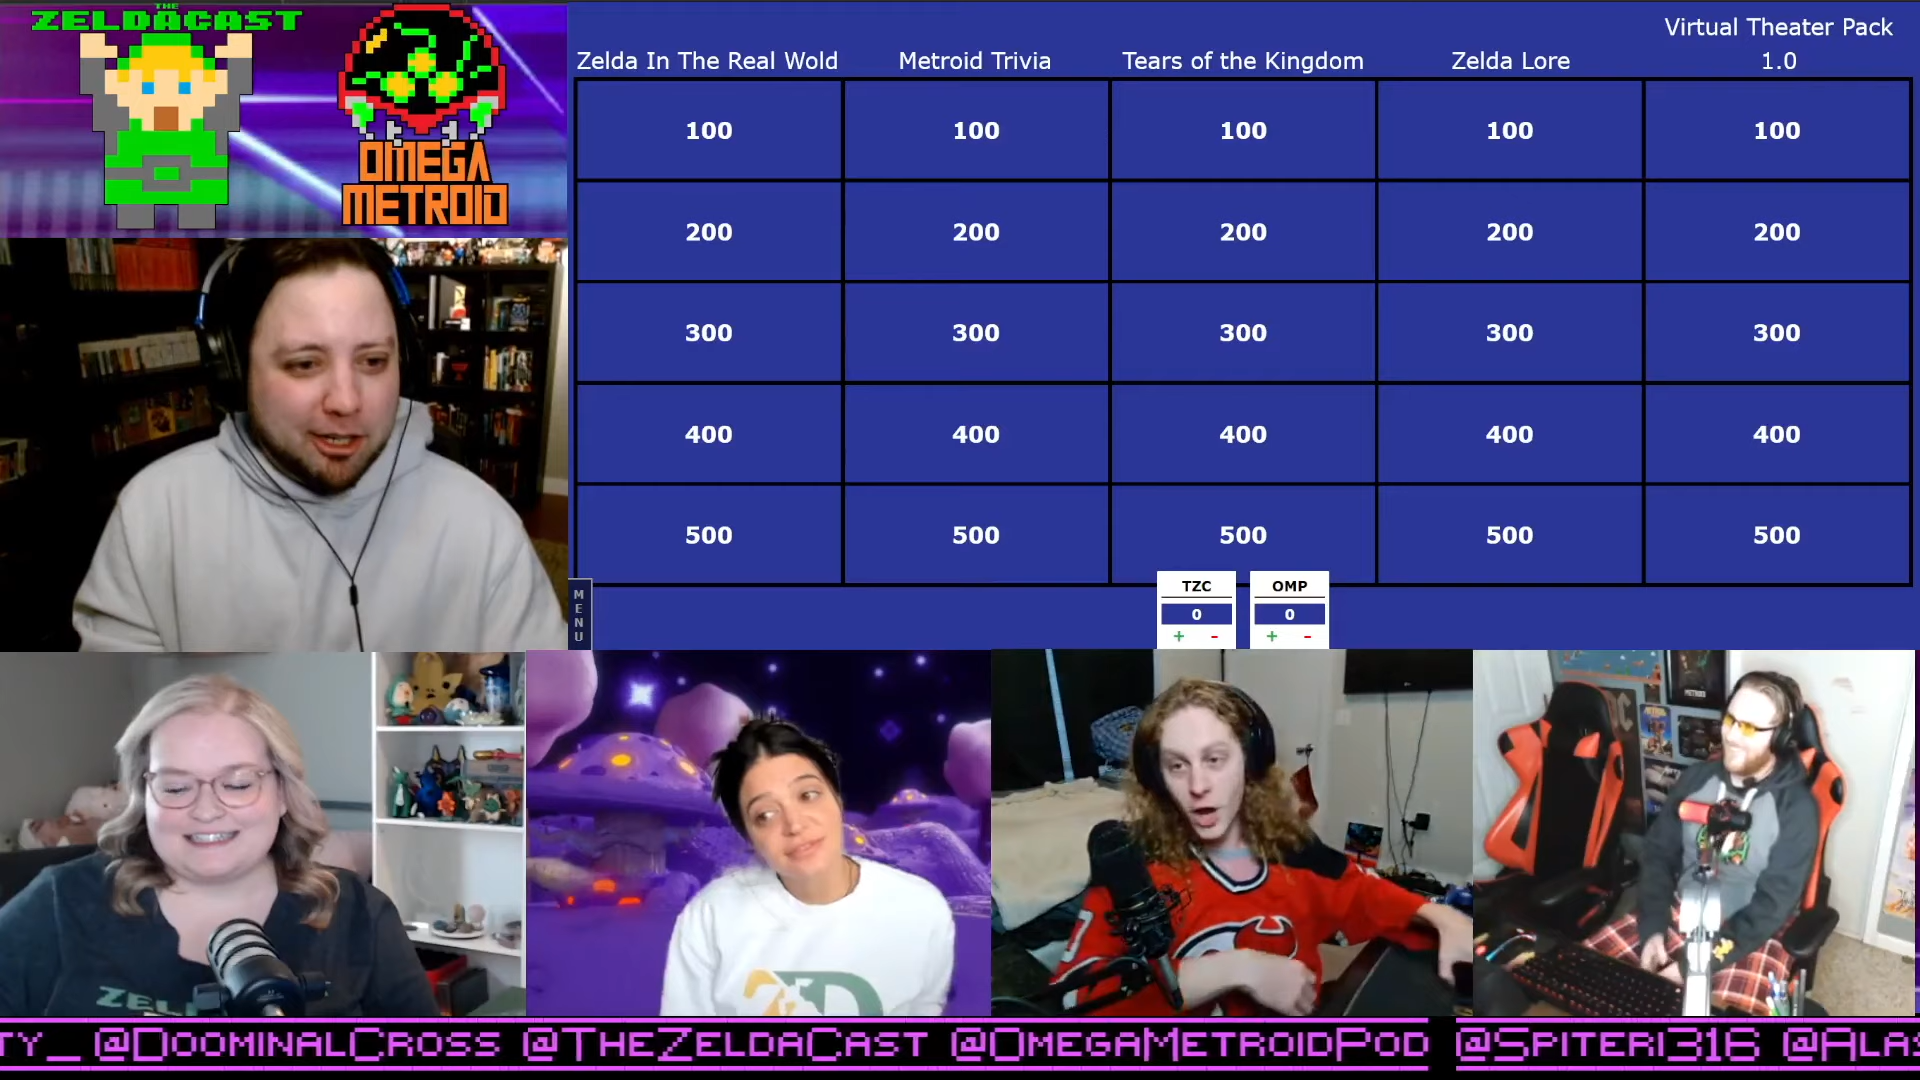 THE
ZELDACAST
OMEGA
METROID
Zelda In The Real Wold
Metroid Trivia
Tears of the Kingdom
Zelda Lore
Virtual Theater Pack
1.0
100 100 100 100 100
200 200 200 200 200
300 300 300 300 300
400 400 400 400 400
500 500 500 500 500
MENU
TZC OMP
0 0
+ - + -
ZEL
METROID
TY_ @DOOMINALCROSS @THEZELDACAST @OMEGAMETROIDPOD @SPITERI316 @ALAS